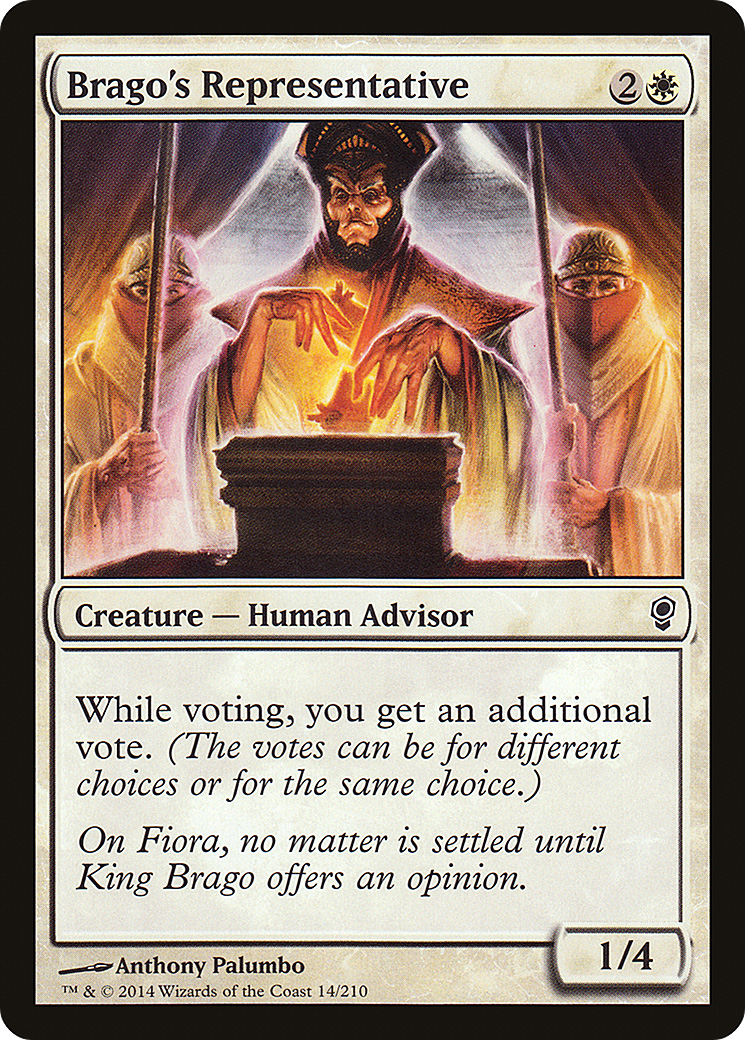 Brago's Representative 2
Creature — Human Advisor
While voting, you get an additional
vote. (The votes can be for different
choices or for the same choice.)
On Fiora, no matter is settled until
King Brago offers an opinion.
1/4
Anthony Palumbo
™ & © 2014 Wizards of the Coast 14/210